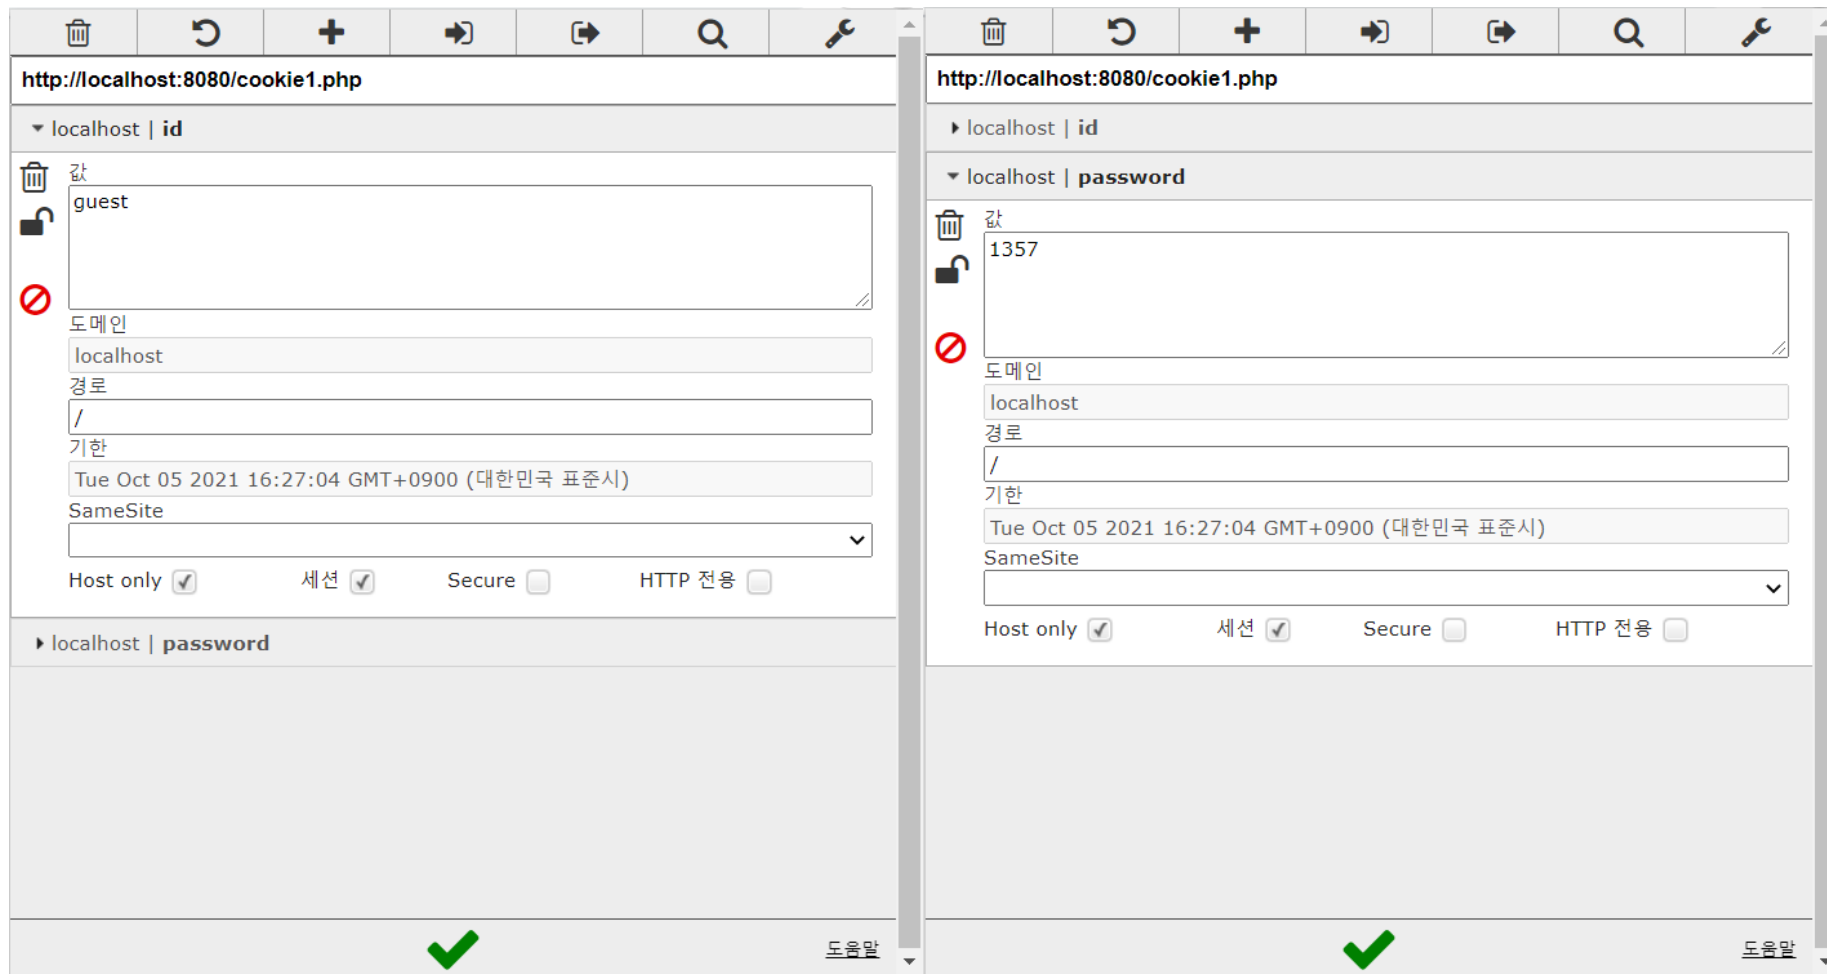 http://localhost:8080/cookie1.php
localhost | id
값
guest
도메인
localhost
경로
/
기한
Tue Oct 05 2021 16:27:04 GMT+0900 (대한민국 표준시)
SameSite
Host only 세션 Secure HTTP 전용
localhost | password
도움말
http://localhost:8080/cookie1.php
localhost | id
localhost | password
값
1357
도메인
localhost
경로
/
기한
Tue Oct 05 2021 16:27:04 GMT+0900 (대한민국 표준시)
SameSite
Host only 세션 Secure HTTP 전용
도움말